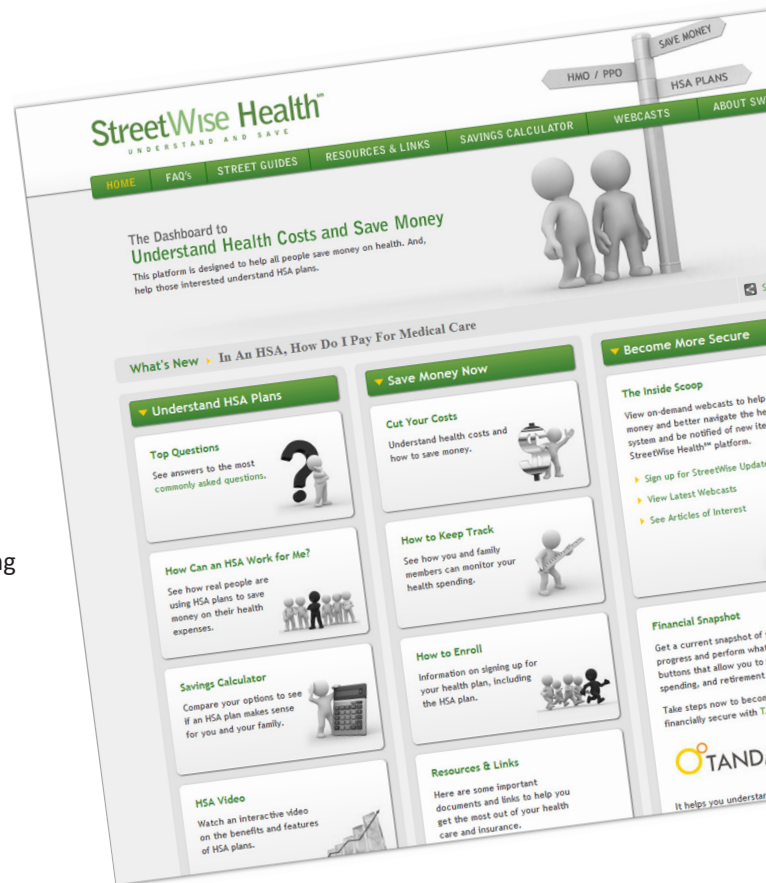 SAVE MONEY
HMO / PPO
HSA PLANS
StreetWise Health℠
UNDERSTAND AND SAVE
HOME FAQ's STREET GUIDES RESOURCES & LINKS SAVINGS CALCULATOR WEBCASTS ABOUT
The Dashboard to
Understand Health Costs and Save Money
This platform is designed to help all people save money on health. And,
help those interested understand HSA plans.
What's New In An HSA, How Do I Pay For Medical Care
Understand HSA Plans
Top Questions
See answers to the most
commonly asked questions.
How Can an HSA Work for Me?
See how real people are
using HSA plans to save
money on their health
expenses.
Savings Calculator
Compare your options to see
if an HSA plan makes sense
for you and your family.
HSA Video
Watch an interactive video
on the benefits and features
of HSA plans.
Save Money Now
Cut Your Costs
Understand health costs and
how to save money.
How to Keep Track
See how you and family
members can monitor your
health spending.
How to Enroll
Information on signing up for
your health plan, including
the HSA plan.
Resources & Links
Here are some important
documents and links to help you
get the most out of your health
care and insurance.
Become More Secure
The Inside Scoop
View on-demand webcasts to help
money and better navigate the
system and be notified of new
StreetWise Health℠ platform.
Sign up for StreetWise
View Latest Webcasts
See Articles of Interest
Financial Snapshot
Get a current snapshot of
progress and perform what
buttons that allow you to
spending, and retirement
Take steps now to
financially secure with
It helps you